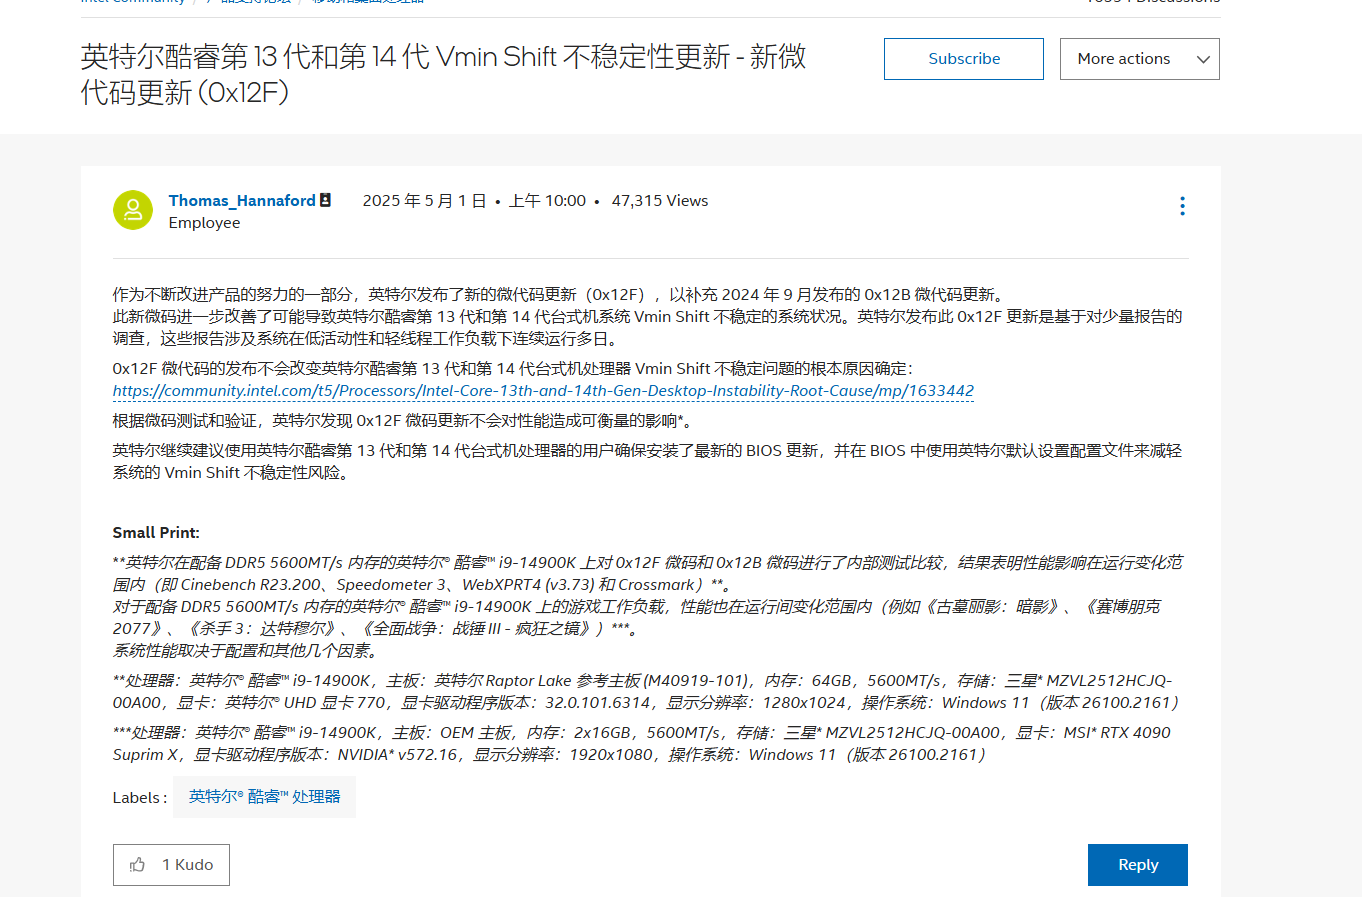 英特尔酷睿第 13 代和第 14 代 Vmin Shift 不稳定性更新 - 新微
代码更新 (0x12F)
Subscribe
More actions
Thomas_Hannaford
2025 年 5 月 1 日 • 上午 10:00 • 47,315 Views
Employee
作为不断改进产品的努力的一部分，英特尔发布了新的微代码更新（0x12F），以补充 2024 年 9 月发布的 0x12B 微代码更新。
此新微码进一步改善了可能导致英特尔酷睿第 13 代和第 14 代台式机系统 Vmin Shift 不稳定的系统状况。英特尔发布此 0x12F 更新是基于对少量报告的
调查，这些报告涉及系统在低活动性和轻线程工作负载下连续运行多日。
0x12F 微代码的发布不会改变英特尔酷睿第 13 代和第 14 代台式机处理器 Vmin Shift 不稳定问题的根本原因确定：
https://community.intel.com/t5/Processors/Intel-Core-13th-and-14th-Gen-Desktop-Instability-Root-Cause/mp/1633442
根据微码测试和验证，英特尔发现 0x12F 微码更新不会对性能造成可衡量的影响*。
英特尔继续建议使用英特尔酷睿第 13 代和第 14 代台式机处理器的用户确保安装了最新的 BIOS 更新，并在 BIOS 中使用英特尔默认设置配置文件来减轻
系统的 Vmin Shift 不稳定性风险。
Small Print:
**英特尔在配备 DDR5 5600MT/s 内存的英特尔® 酷睿™ i9-14900K 上对 0x12F 微码和 0x12B 微码进行了内部测试比较，结果表明性能影响在运行变化范
围内（即 Cinebench R23.200、Speedometer 3、WebXPRT4 (v3.73) 和 Crossmark）**。
对于配备 DDR5 5600MT/s 内存的英特尔® 酷睿™ i9-14900K 上的游戏工作负载，性能也在运行间变化范围内（例如《古墓丽影：暗影》、《赛博朋克
2077》、《杀手 3：达特穆尔》、《全面战争：战锤 III - 疯狂之镜》）***。
系统性能取决于配置和其他几个因素。
**处理器：英特尔® 酷睿™ i9-14900K，主板：英特尔 Raptor Lake 参考主板 (M40919-101)，内存：64GB，5600MT/s，存储：三星* MZVL2512HCJQ-
00A00，显卡：英特尔® UHD 显卡 770，显卡驱动程序版本：32.0.101.6314，显示分辨率：1280x1024，操作系统：Windows 11（版本 26100.2161）
***处理器：英特尔® 酷睿™ i9-14900K，主板：OEM 主板，内存：2x16GB，5600MT/s，存储：三星* MZVL2512HCJQ-00A00，显卡：MSI* RTX 4090
Suprim X，显卡驱动程序版本：NVIDIA* v572.16，显示分辨率：1920x1080，操作系统：Windows 11（版本 26100.2161）
Labels : 英特尔® 酷睿™ 处理器
1 Kudo
Reply